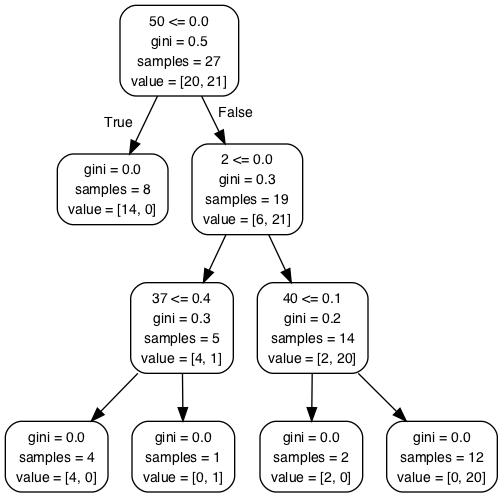 50 <= 0.0
gini = 0.5
samples = 27
value = [20, 21]
True
False
gini = 0.0
samples = 8
value = [14, 0]
2 <= 0.0
gini = 0.3
samples = 19
value = [6, 21]
37 <= 0.4
gini = 0.3
samples = 5
value = [4, 1]
40 <= 0.1
gini = 0.2
samples = 14
value = [2, 20]
gini = 0.0
samples = 4
value = [4, 0]
gini = 0.0
samples = 1
value = [0, 1]
gini = 0.0
samples = 2
value = [2, 0]
gini = 0.0
samples = 12
value = [0, 20]